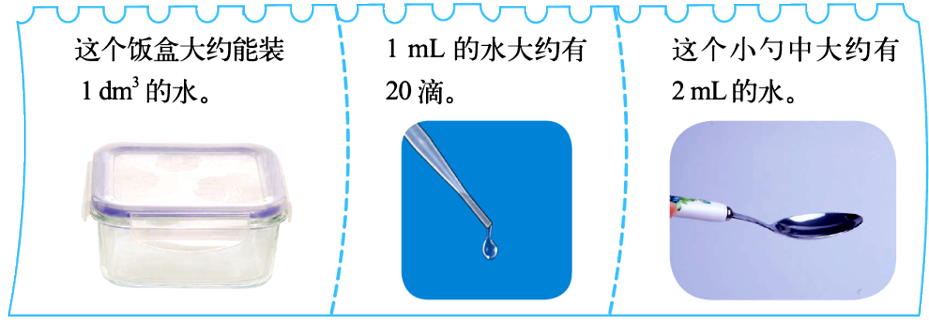 这个饭盒大约能装
1 dm³ 的水。
1 mL 的水大约有
20 滴。
这个小勺中大约有
2 mL 的水。